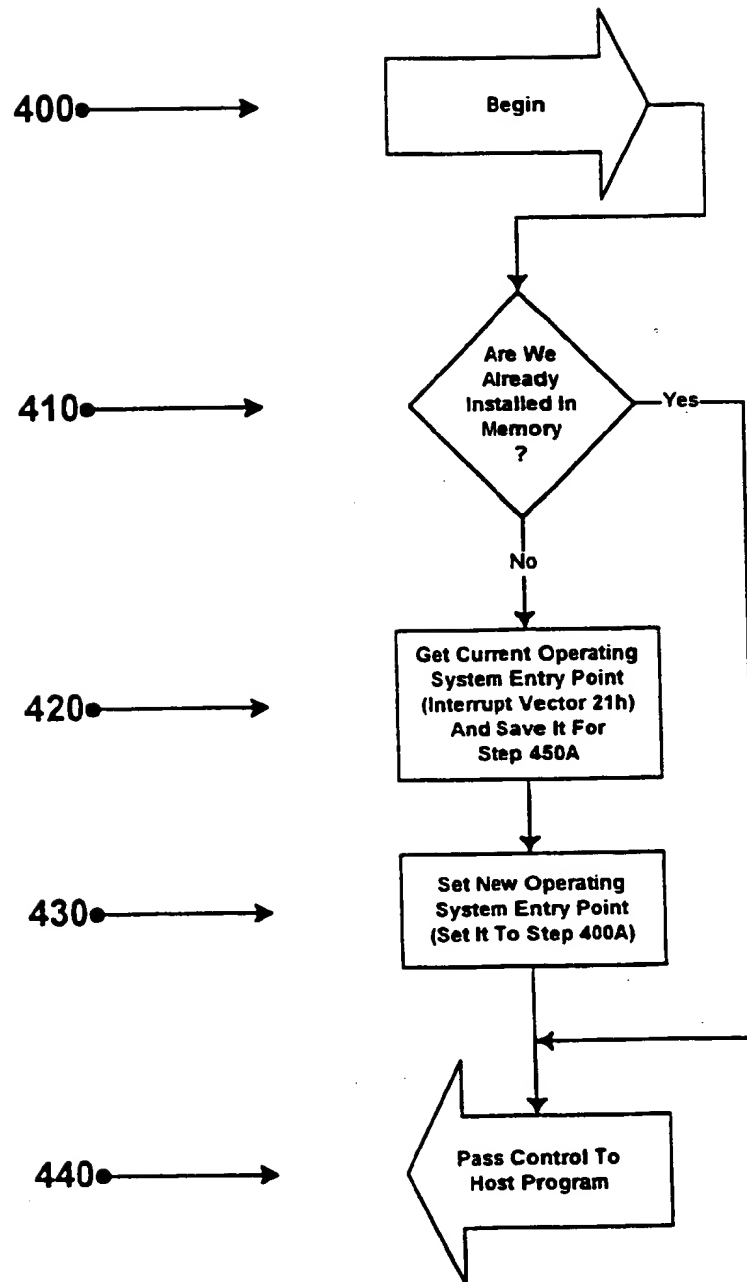 400
Begin
410
Are We
Already
Installed In
Memory
?
Yes
No
420
Get Current Operating
System Entry Point
(Interrupt Vector 21h)
And Save It For
Step 450A
430
Set New Operating
System Entry Point
(Set It To Step 400A)
440
Pass Control To
Host Program